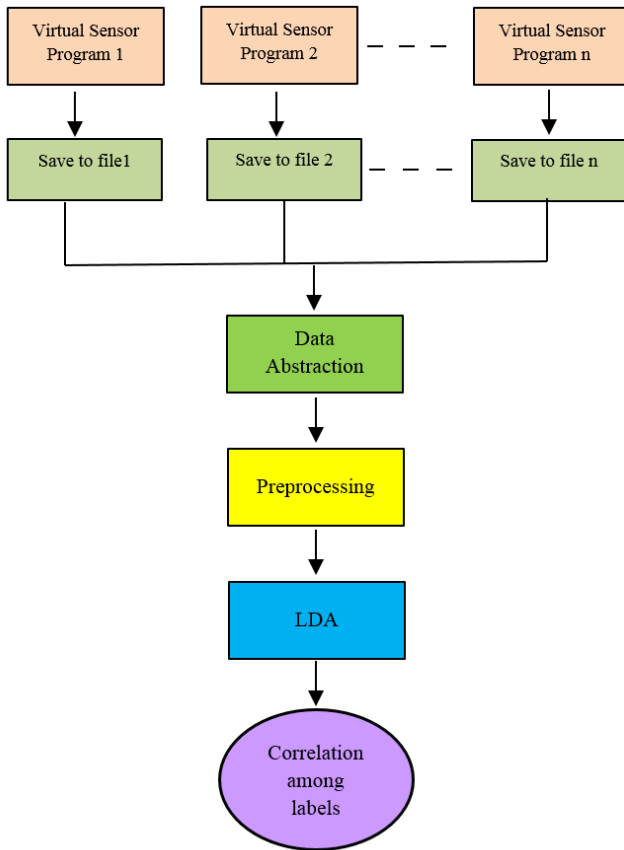 Virtual Sensor
Program 1
Virtual Sensor
Program 2
Virtual Sensor
Program n
Save to file1
Save to file 2
Save to file n
Data
Abstraction
Preprocessing
LDA
Correlation
among
labels